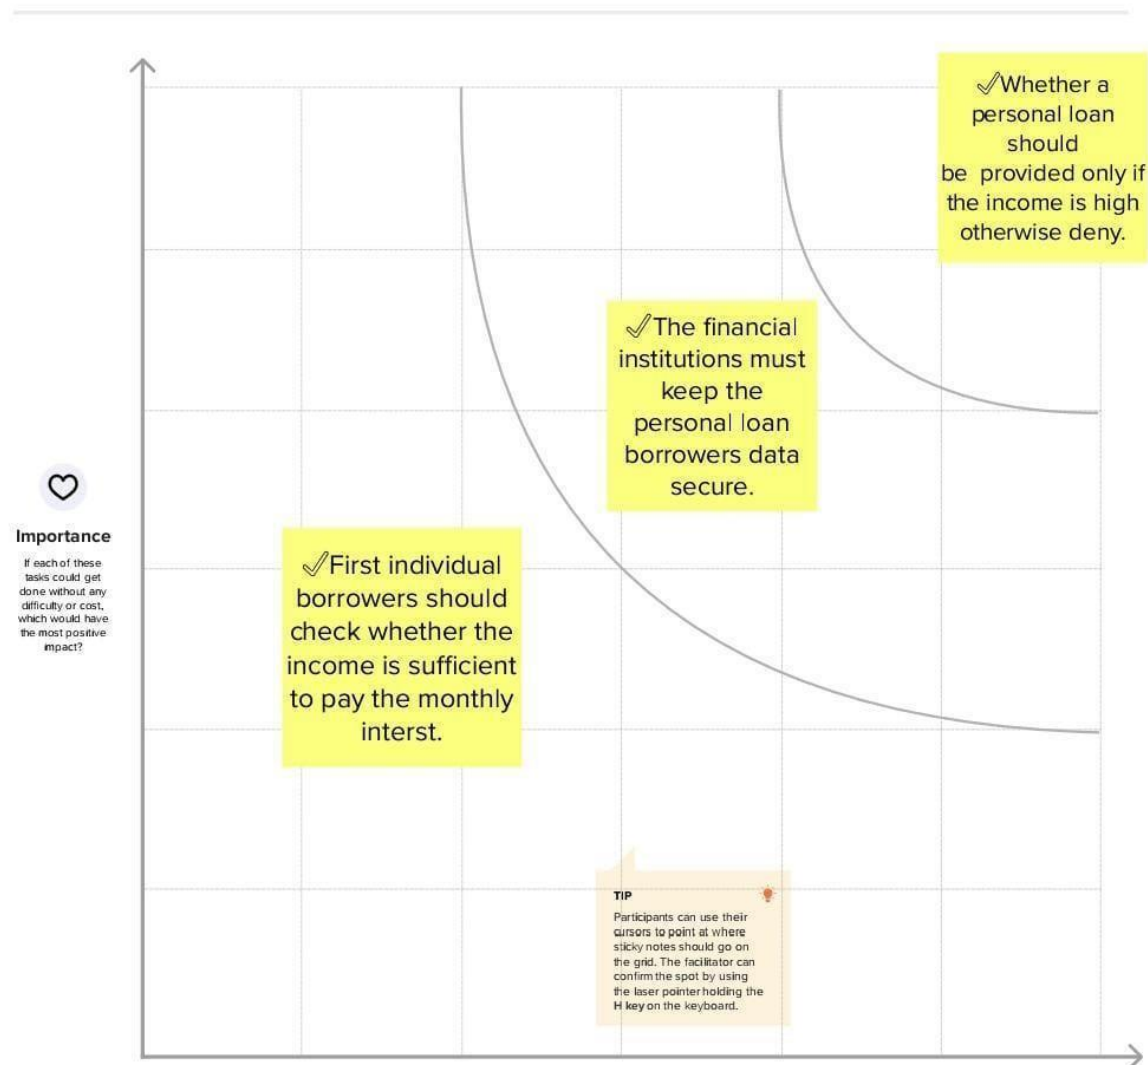 ✓Whether a
personal loan
should
be provided only if
the income is high
otherwise deny.
✓The financial
institutions must
keep the
personal loan
borrowers data
secure.
Importance
If each of these
tasks could get
done without any
difficulty or cost,
which would have
the most positive
impact?
✓First individual
borrowers should
check whether the
income is sufficient
to pay the monthly
interst.
TIP
Participants can use their
cursors to point at where
sticky notes should go on
the grid. The facilitator can
confirm the spot by using
the laser pointer holding the
H key on the keyboard.